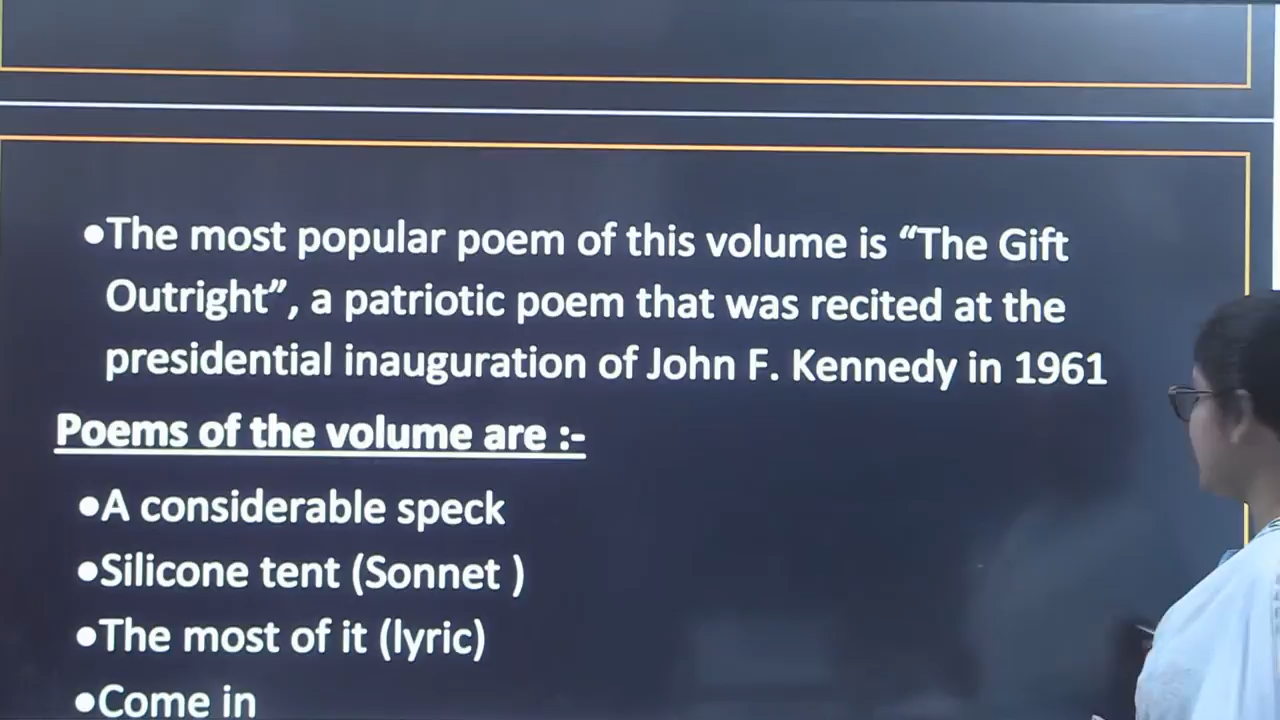 •The most popular poem of this volume is “The Gift
Outright”, a patriotic poem that was recited at the
presidential inauguration of John F. Kennedy in 1961
Poems of the volume are :-
•A considerable speck
•Silicone tent (Sonnet )
•The most of it (lyric)
•Come in